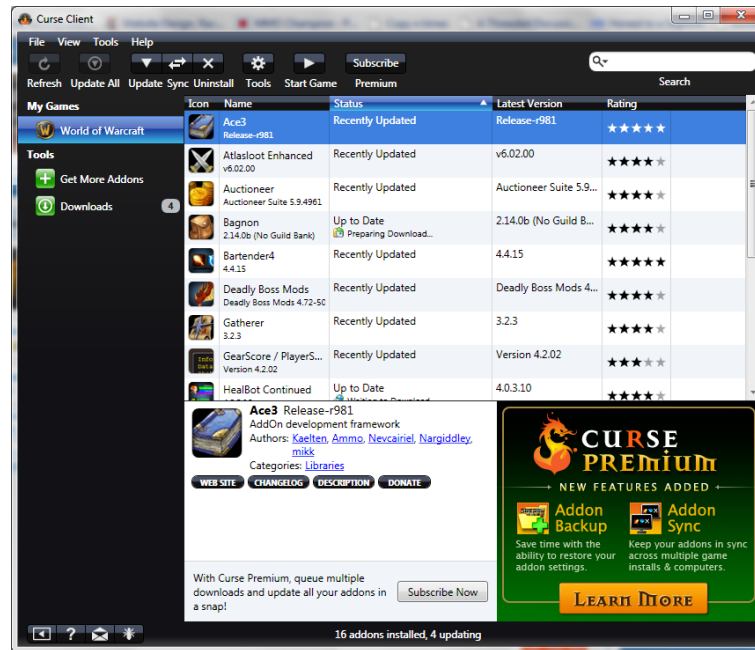 Curse Client
File View Tools Help
Refresh Update All Update Sync Uninstall Tools Start Game
Subscribe
Premium
Search
My Games
World of Warcraft
Tools
Get More Addons
Downloads 4
Icon Name Status Latest Version Rating
Ace3 Recently Updated Release-r981
Release-r981
Atlasloot Enhanced Recently Updated v6.02.00
v6.02.00
Auctioneer Recently Updated Auctioneer Suite 5.9...
Auctioneer Suite 5.9.4961
Bagnon Up to Date 2.14.0b (No Guild B...
2.14.0b (No Guild Bank) Preparing Download...
Bartender4 Recently Updated 4.4.15
4.4.15
Deadly Boss Mods Recently Updated Deadly Boss Mods 4...
Deadly Boss Mods 4.72-50
Gatherer Recently Updated 3.2.3
3.2.3
GearScore / PlayerS... Recently Updated Version 4.2.02
Version 4.2.02
HealBot Continued Up to Date 4.0.3.10
Ace3 Release-r981
AddOn development framework
Authors: Kaelten, Ammo, Nevcairiel, Nargiddley,
mikk
Categories: Libraries
WEB SITE CHANGELOG DESCRIPTION DONATE
With Curse Premium, queue multiple
downloads and update all your addons in
a snap!
Subscribe Now
CURSE
PREMIUM
NEW FEATURES ADDED
Addon
Backup
Save time with the
ability to restore your
addon settings.
Addon
Sync
Keep your addons in sync
across multiple game
installs & computers.
LEARN MORE
16 addons installed, 4 updating